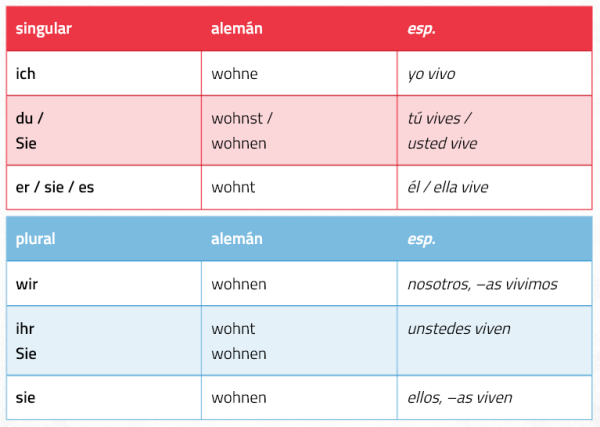 singular alemán esp.
ich wohne yo vivo
du / wohnst / tú vives /
Sie wohnen usted vive
er / sie / es wohnt él / ella vive
plural alemán esp.
wir wohnen nosotros, –as vivimos
ihr wohnt unstedes viven
Sie wohnen
sie wohnen ellos, –as viven